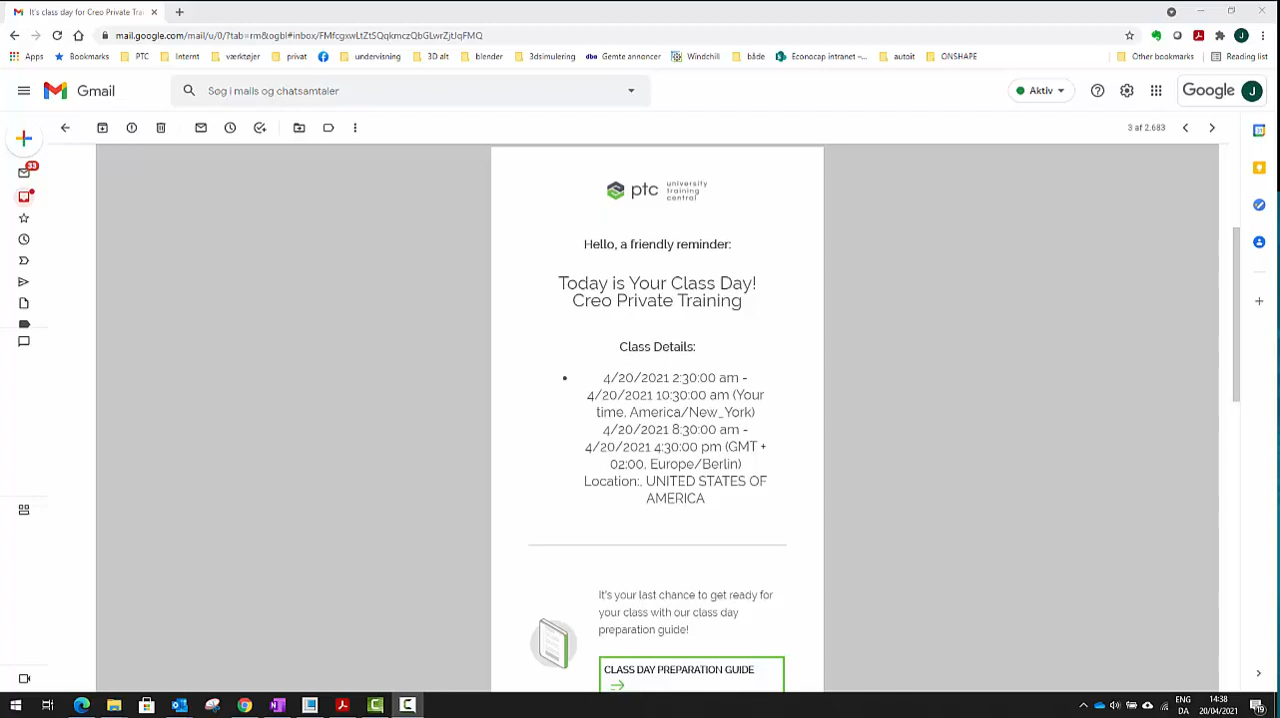 It's class day for Creo Private Trai
mail.google.com/mail/u/0/?tab=rm&ogbl#inbox/FMfcgxwLtZtSQqkmczQbGLwrZjtJqFMQ
Apps Bookmarks PTC Internt værktøjer privat undervisning 3D alt blender 3dsimulering dba Gemte annoncer Windchill både Econocap intranet –... autoit ONSHAPE Other bookmarks Reading list
Gmail
Søg i mails og chatsamtaler
Aktiv
Google J
3 af 2.683
33
ptc university training central
Hello, a friendly reminder:
Today is Your Class Day!
Creo Private Training
Class Details:
• 4/20/2021 2:30:00 am -
4/20/2021 10:30:00 am (Your
time, America/New_York)
4/20/2021 8:30:00 am -
4/20/2021 4:30:00 pm (GMT +
02:00, Europe/Berlin)
Location:, UNITED STATES OF
AMERICA
It's your last chance to get ready for
your class with our class day
preparation guide!
CLASS DAY PREPARATION GUIDE
ENG
DA
14:38
20/04/2021